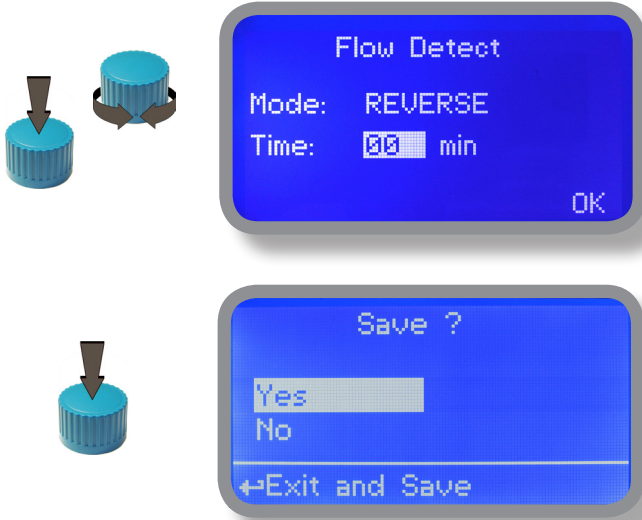 Flow Detect
Mode: REVERSE
Time: 00 min
OK
Save ?
Yes
No
↵Exit and Save